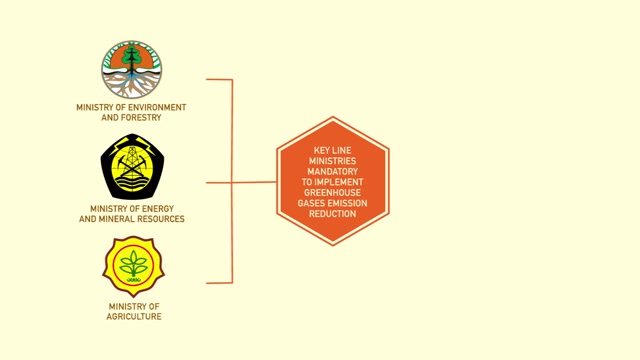 MINISTRY OF ENVIRONMENT
AND FORESTRY
MINISTRY OF ENERGY
AND MINERAL RESOURCES
MINISTRY OF
AGRICULTURE
KEY LINE
MINISTRIES
MANDATORY
TO IMPLEMENT
GREENHOUSE
GASES EMISSION
REDUCTION